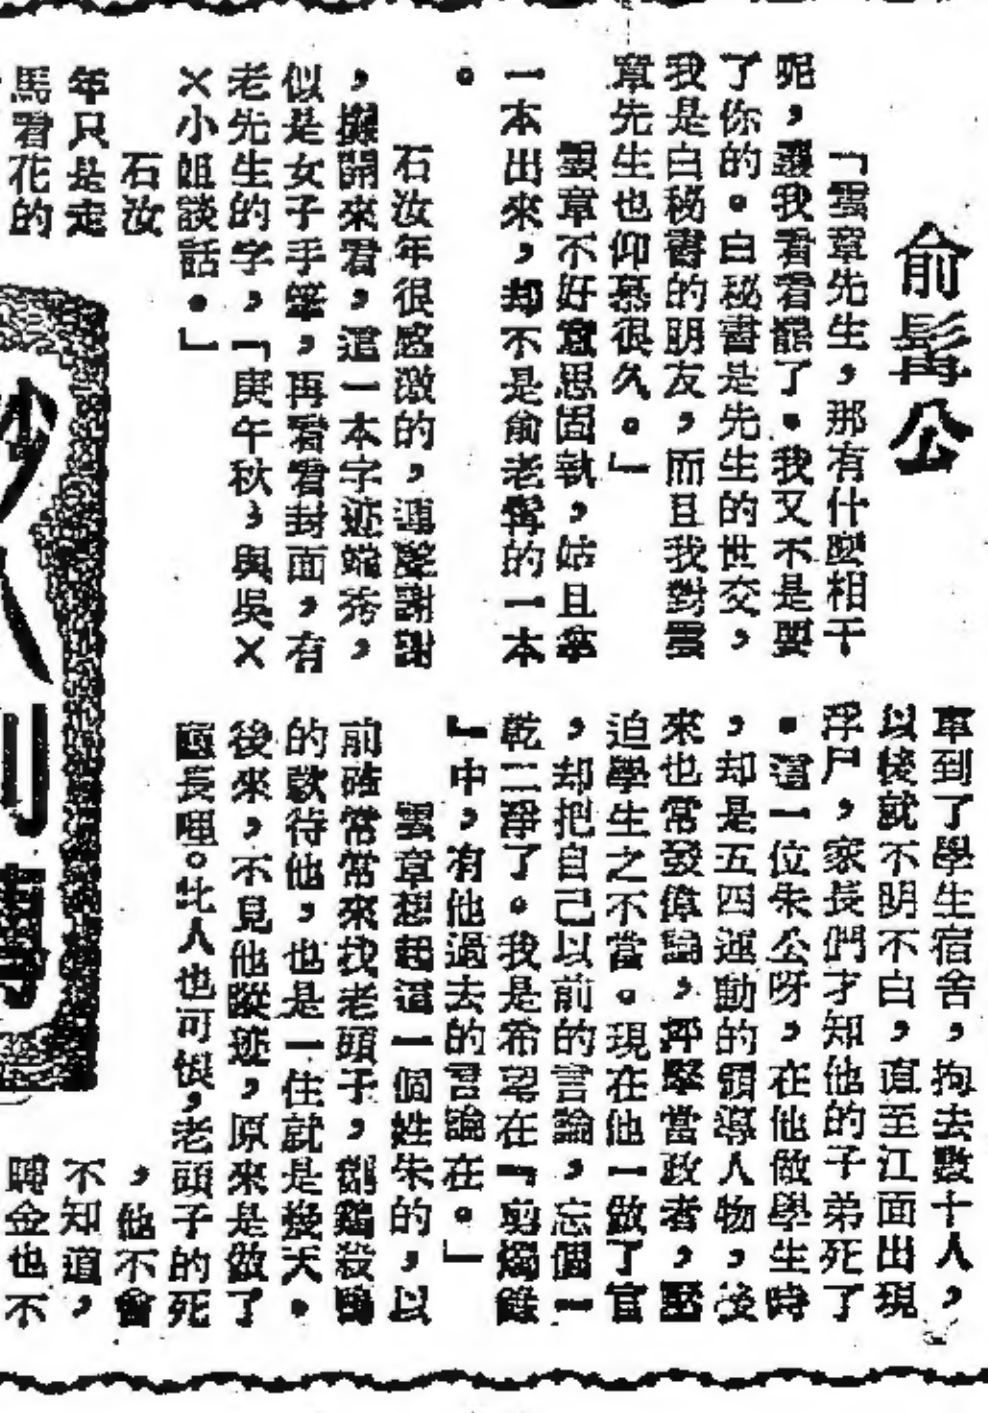 俞髯公
「雲章先生，那有什麼相干
呢，讓我看看罷了。我又不是要
了你的。白秘書是先生的世交，
我是白秘書的朋友，而且我對雲
章先生也仰慕很久。」
雲章不好意思固執，姑且拿
一本出來，却不是俞老髯的一本
。
石汝年很感激的，連聲謝謝
，攤開來看，這一本字迹端秀，
似是女子手筆，再看看封面，有
老先生的字，「庚午秋，與吳×
×小姐談話。」
石汝
年只是走
馬看花的
車到了學生宿舍，拘去數十人，
以後就不明不白，直至江面出現
浮尸，家長們才知他的子弟死了
。這一位朱公呀，在他做學生時
，却是五四運動的領導人物，後
來也常發偉論，抨擊當政者，壓
迫學生之不當。現在他一做了官
，却把自己以前的言論，忘個一
乾二淨了。我是希望在『剪燭錄
』中，有他過去的言論在。」
雲章想起這一個姓朱的，以
前確常常來找老頭子，劏鷄殺鴨
的欵待他，也是一住就是幾天。
後來，不見他蹤迹，原來是做了
廳長哩。此人也可恨，老頭子的死
，他不會
不知道，
賻金也不